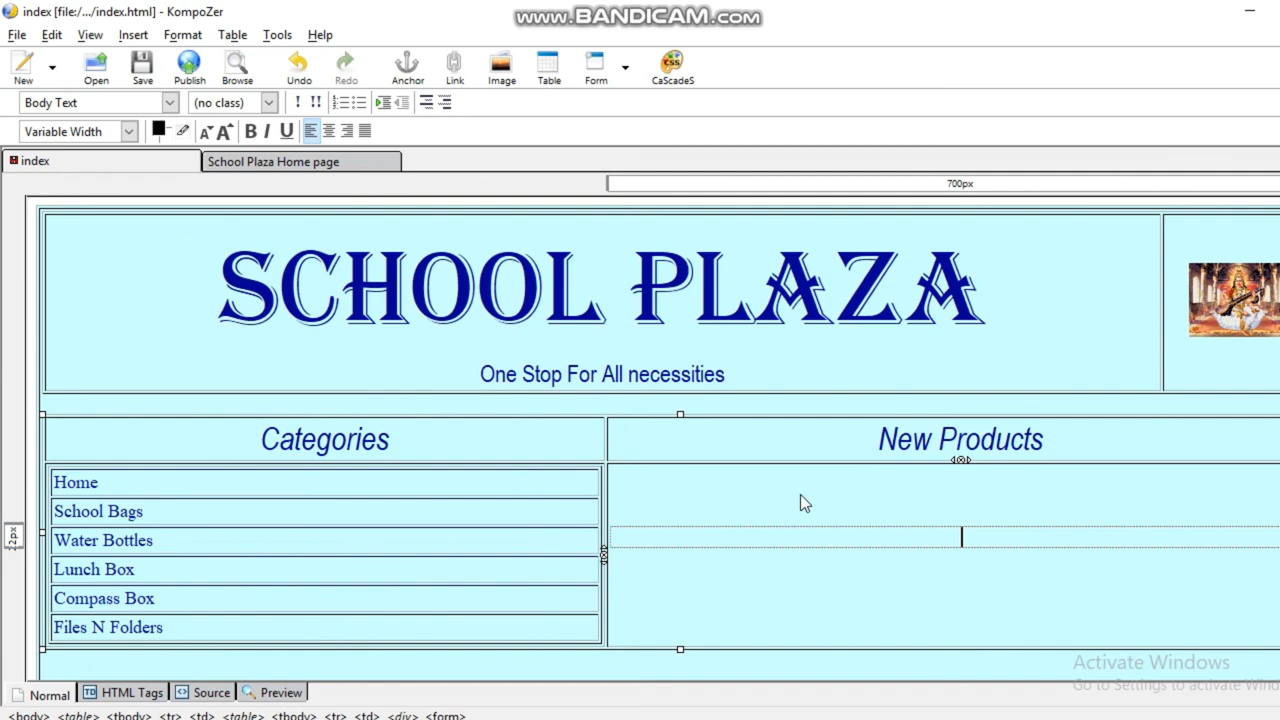 index [file:/.../index.html] - KompoZer
www.BANDICAM.com
File Edit View Insert Format Table Tools Help
New Open Save Publish Browse Undo Redo Anchor Link Image Table Form CaScadeS
Body Text (no class) ! !!
Variable Width A A B I U
index School Plaza Home page
700px
SCHOOL PLAZA
One Stop For All necessities
Categories New Products
Home
School Bags
Water Bottles
Lunch Box
Compass Box
Files N Folders
Activate Windows
Go to Settings to activate Wind
Normal TD HTML Tags <> Source Preview
<body> <table> <tbody> <tr> <td> <table> <tbody> <tr> <td> <div> <form>